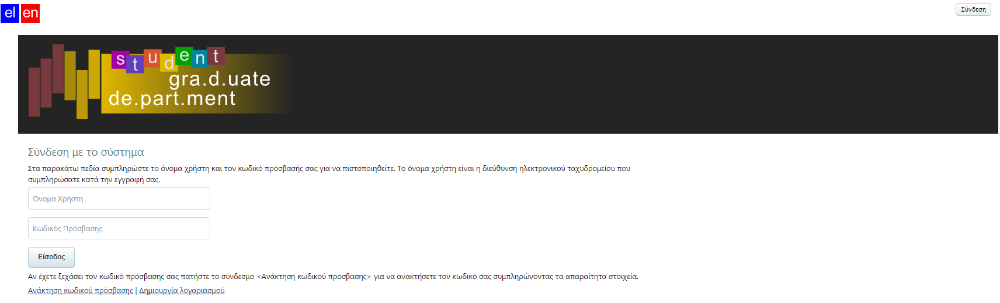 el en
Σύνδεση
student
gra.d.uate
de.part.ment
Σύνδεση με το σύστημα
Στα παρακάτω πεδία συμπληρώστε το όνομα χρήστη και τον κωδικό πρόσβασής σας για να πιστοποιηθείτε. Το όνομα χρήστη είναι η διεύθυνση ηλεκτρονικού ταχυδρομείου που
συμπληρώσατε κατά την εγγραφή σας.
Όνομα Χρήστη
Κωδικός Πρόσβασης
Είσοδος
Αν έχετε ξεχάσει τον κωδικό πρόσβασης σας πατήστε το σύνδεσμο <Ανάκτηση κωδικού προσβασης> για να ανακτήσετε τον κωδικό σας συμπληρώνοντας τα απαραίτητα στοιχεία.
Ανάκτηση κωδικού πρόσβασης | Δημιουργία λογαριασμού